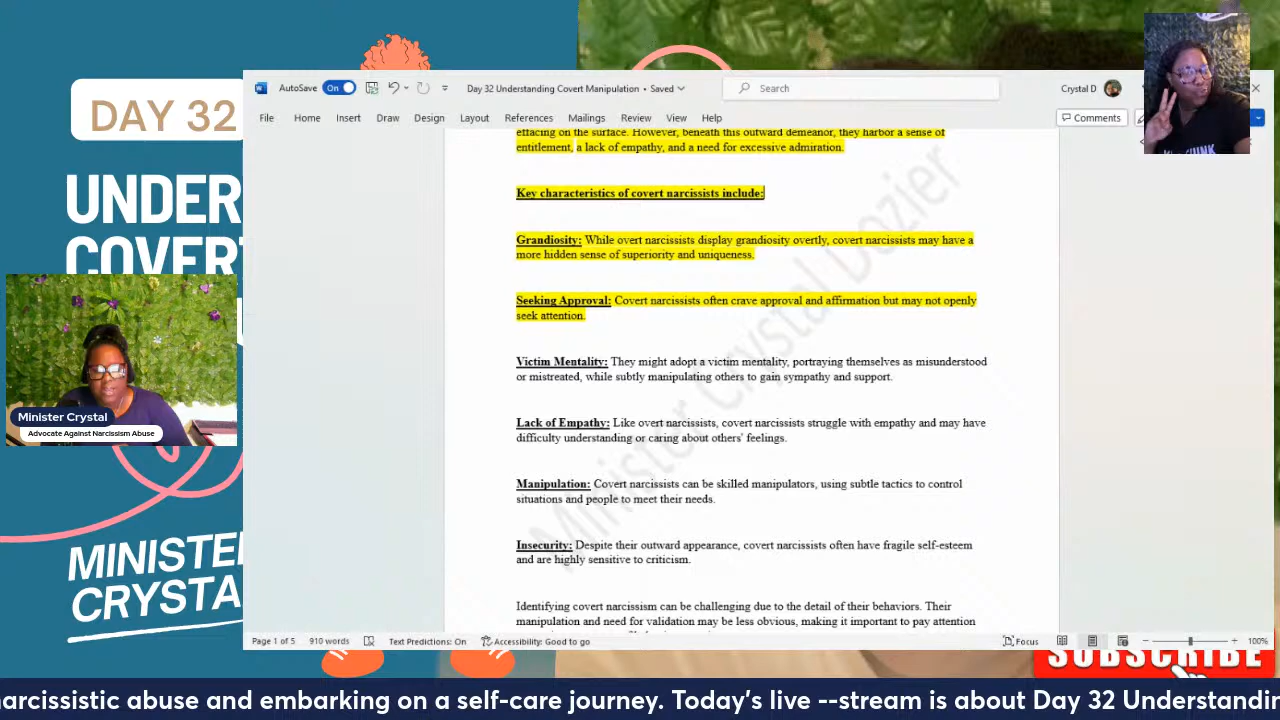 DAY 32
UNDER
COVERT
MINISTE
CRYSTA
AutoSave
On
Day 32 Understanding Covert Manipulation • Saved
Search
Crystal D
File Home Insert Draw Design Layout References Mailings Review View Help
Comments
effacing on the surface. However, beneath this outward demeanor, they harbor a sense of
entitlement, a lack of empathy, and a need for excessive admiration.
Key characteristics of covert narcissists include:
Grandiosity: While overt narcissists display grandiosity overtly, covert narcissists may have a
more hidden sense of superiority and uniqueness.
Seeking Approval: Covert narcissists often crave approval and affirmation but may not openly
seek attention.
Victim Mentality: They might adopt a victim mentality, portraying themselves as misunderstood
or mistreated, while subtly manipulating others to gain sympathy and support.
Lack of Empathy: Like overt narcissists, covert narcissists struggle with empathy and may have
difficulty understanding or caring about others' feelings.
Manipulation: Covert narcissists can be skilled manipulators, using subtle tactics to control
situations and people to meet their needs.
Insecurity: Despite their outward appearance, covert narcissists often have fragile self-esteem
and are highly sensitive to criticism.
Identifying covert narcissism can be challenging due to the detail of their behaviors. Their
manipulation and need for validation may be less obvious, making it important to pay attention
Minister Crystal Dozier
Minister Crystal
Advocate Against Narcissism Abuse
Page 1 of 5 910 words Text Predictions: On Accessibility: Good to go Focus 100%
SUBSCRIBE
narcissistic abuse and embarking on a self-care journey. Today's live --stream is about Day 32 Understandin